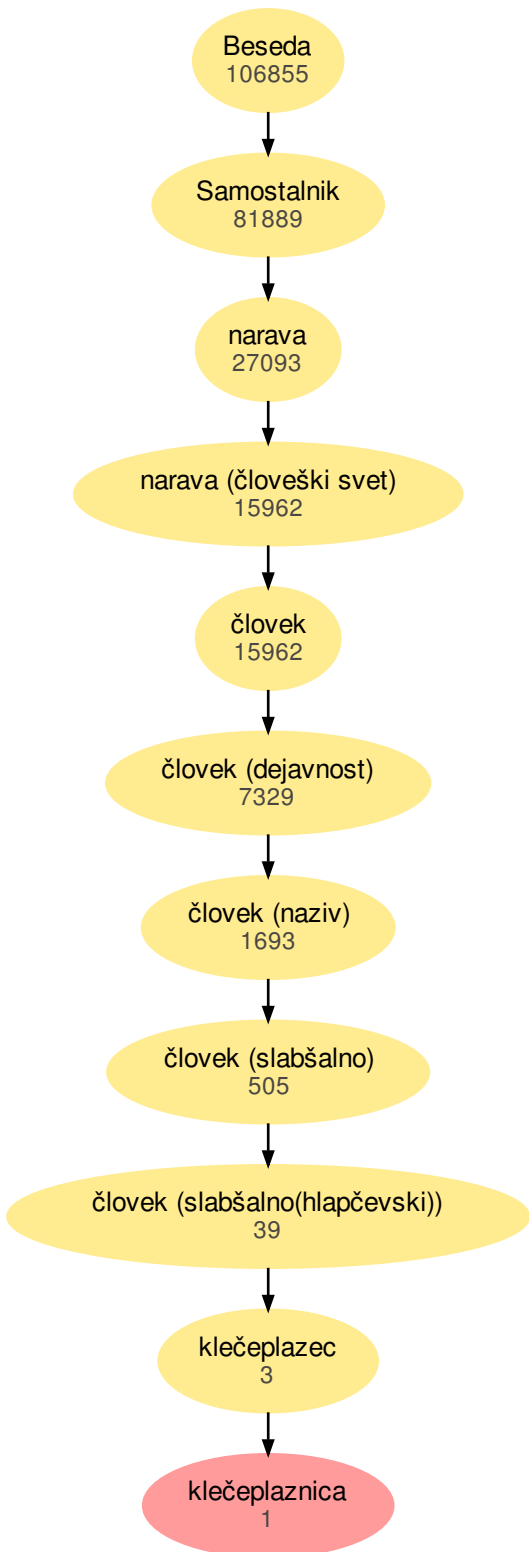 Beseda
106855
Samostalnik
81889
narava
27093
narava (človeški svet)
15962
človek
15962
človek (dejavnost)
7329
človek (naziv)
1693
človek (slabšalno)
505
človek (slabšalno(hlapčevski))
39
klečeplazec
3
klečeplaznica
1